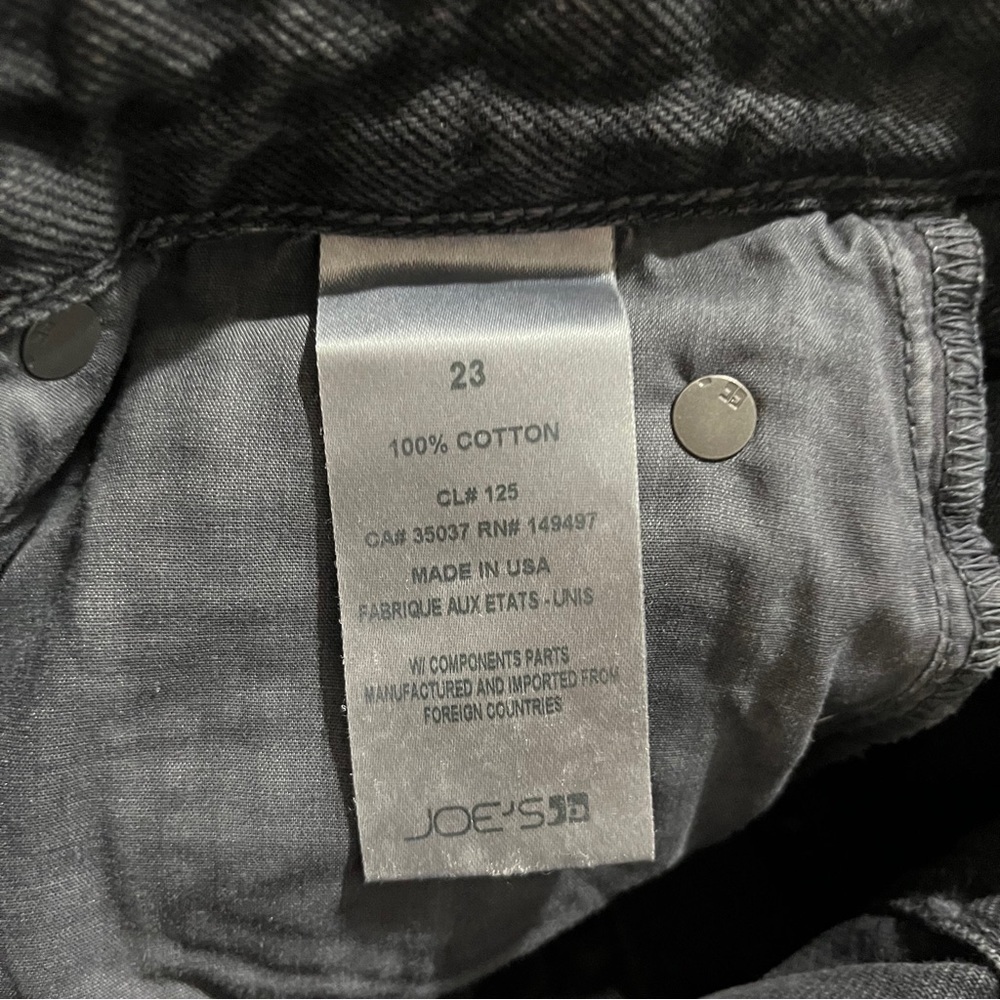 23
100% COTTON
CL# 125
CA# 35037 RN# 149497
MADE IN USA
FABRIQUE AUX ETATS - UNIS
W/ COMPONENTS PARTS
MANUFACTURED AND IMPORTED FROM
FOREIGN COUNTRIES
JOE'S